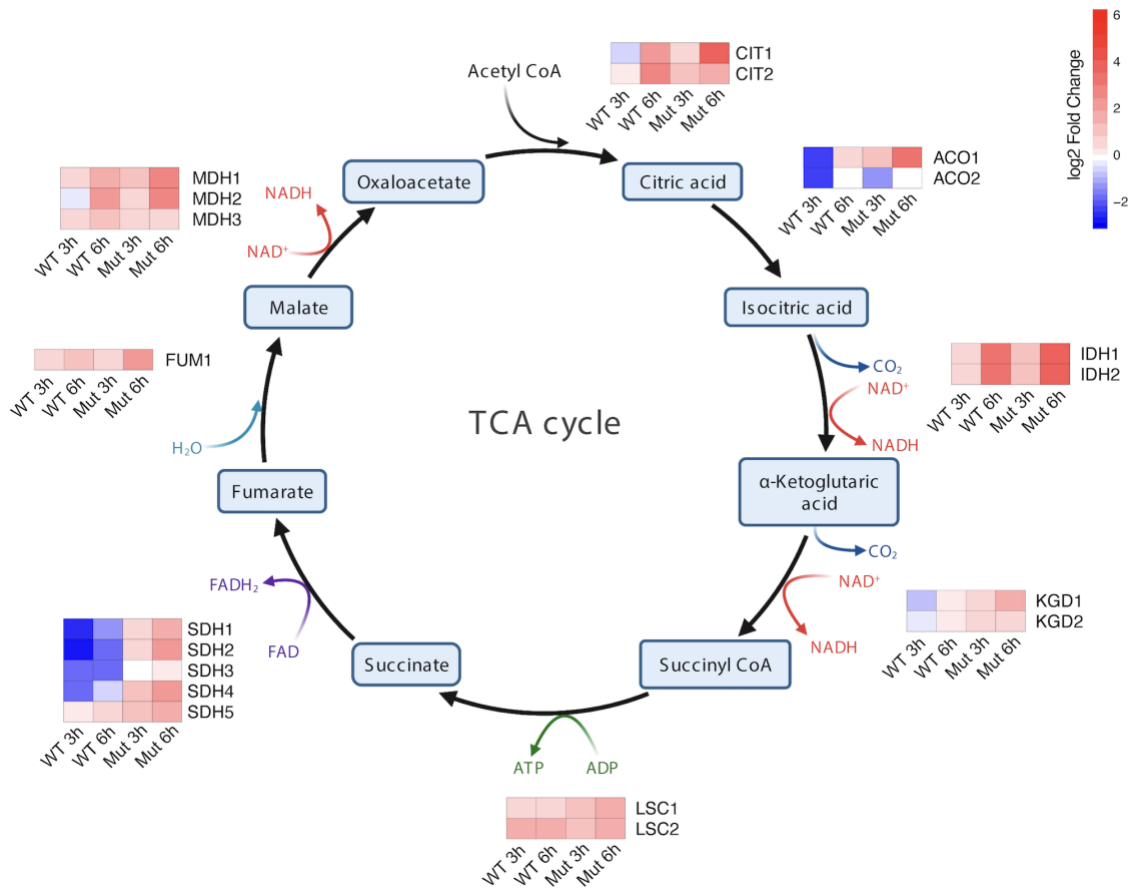 6
4
2
0
−2
log2 Fold Change
Acetyl CoA
CIT1
CIT2
WT 3h
WT 6h
Mut 3h
Mut 6h
ACO1
ACO2
WT 3h
WT 6h
Mut 3h
Mut 6h
MDH1
MDH2
MDH3
WT 3h
WT 6h
Mut 3h
Mut 6h
NADH
NAD⁺
Oxaloacetate
Citric acid
Malate
Isocitric acid
FUM1
WT 3h
WT 6h
Mut 3h
Mut 6h
CO₂
NAD⁺
NADH
IDH1
IDH2
WT 3h
WT 6h
Mut 3h
Mut 6h
TCA cycle
H₂O
Fumarate
α-Ketoglutaric
acid
CO₂
NAD⁺
NADH
KGD1
KGD2
WT 3h
WT 6h
Mut 3h
Mut 6h
FADH₂
FAD
SDH1
SDH2
SDH3
SDH4
SDH5
WT 3h
WT 6h
Mut 3h
Mut 6h
Succinate
Succinyl CoA
ATP
ADP
LSC1
LSC2
WT 3h
WT 6h
Mut 3h
Mut 6h